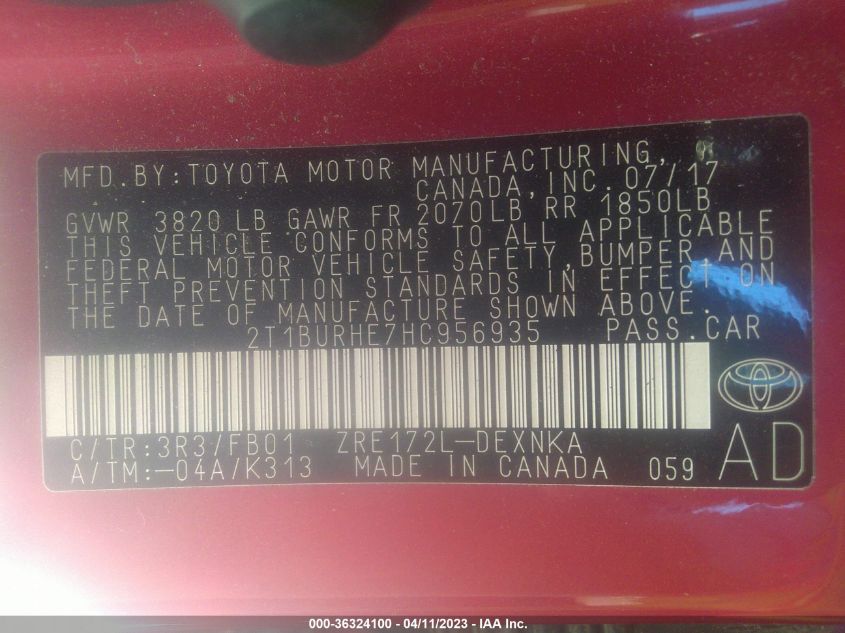 MFD.BY:TOYOTA MOTOR MANUFACTURING,
CANADA,INC. 07/17
GVWR 3820 LB GAWR FR 2070LB RR 1850LB
THIS VEHICLE CONFORMS TO ALL APPLICABLE
FEDERAL MOTOR VEHICLE SAFETY,BUMPER AND
THEFT PREVENTION STANDARDS IN EFFECT ON
THE DATE OF MANUFACTURE SHOWN ABOVE.
2T1BURHE7HC956935 PASS.CAR
C/TR:3R3/FB01 ZRE172L-DEXNKA
A/TM:-04A/K313 MADE IN CANADA 059
AD
000-36324100 - 04/11/2023 - IAA Inc.